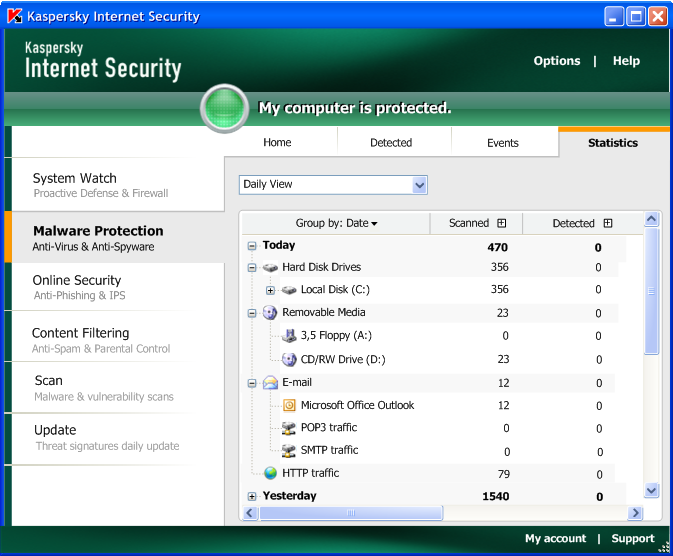 Kaspersky Internet Security
Kaspersky
Internet Security
Options | Help
My computer is protected.
Home Detected Events Statistics
System Watch
Proactive Defense & Firewall
Malware Protection
Anti-Virus & Anti-Spyware
Online Security
Anti-Phishing & IPS
Content Filtering
Anti-Spam & Parental Control
Scan
Malware & vulnerability scans
Update
Threat signatures daily update
Daily View
Group by: Date Scanned Detected
Today 470 0
Hard Disk Drives 356 0
Local Disk (C:) 356 0
Removable Media 23 0
3,5 Floppy (A:) 0 0
CD/RW Drive (D:) 23 0
E-mail 12 0
Microsoft Office Outlook 12 0
POP3 traffic 0 0
SMTP traffic 0 0
HTTP traffic 79 0
Yesterday 1540 0
My account | Support